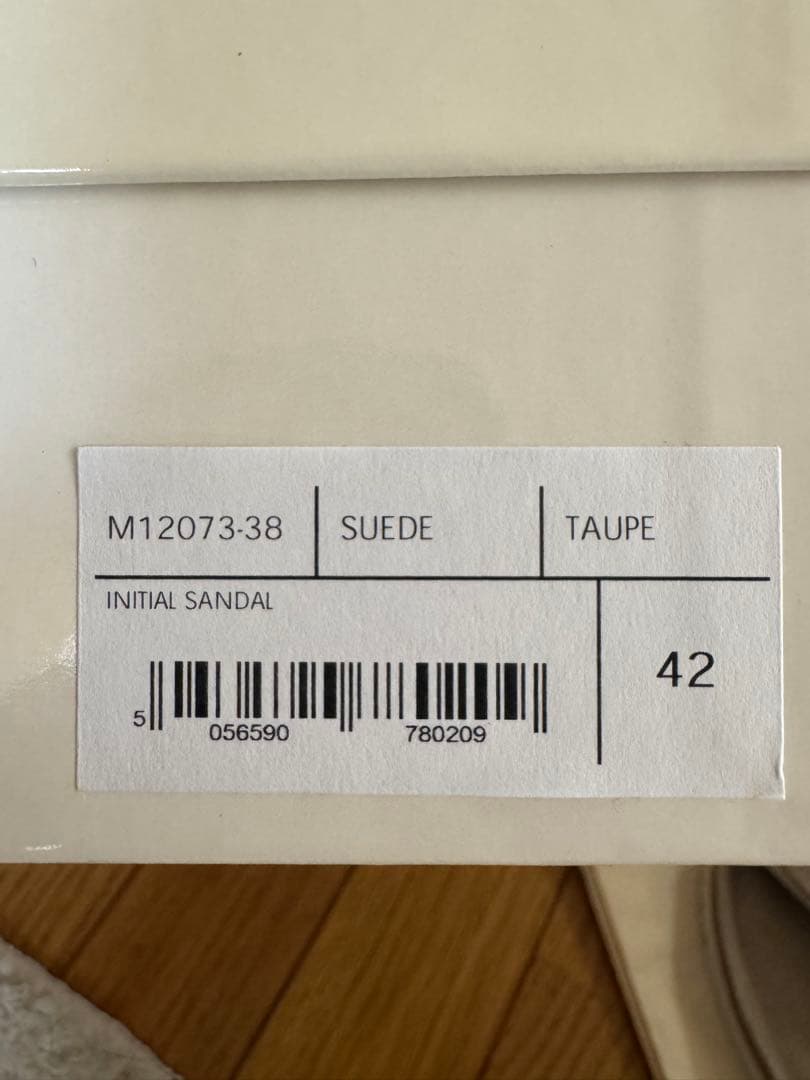 M12073-38 SUEDE TAUPE
INITIAL SANDAL
42
5 056590 780209